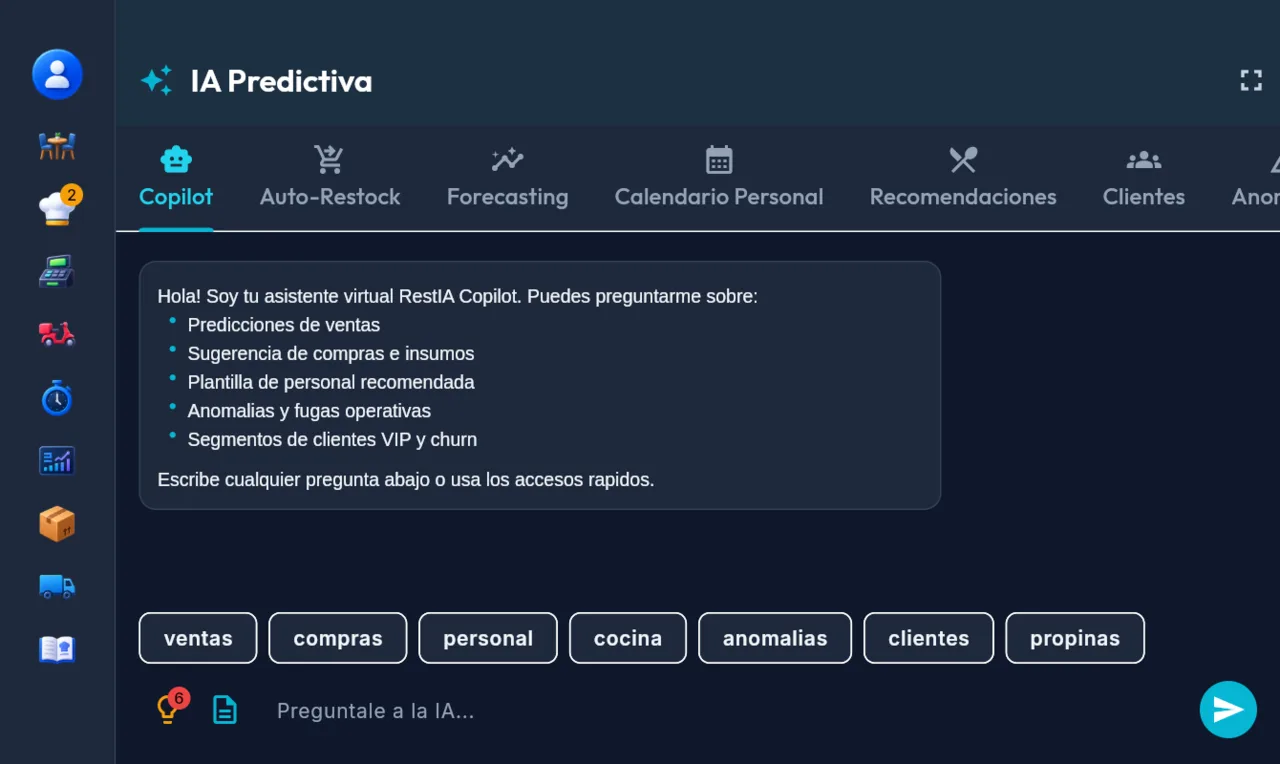 IA Predictiva
2
Copilot
Auto-Restock
Forecasting
Calendario Personal
Recomendaciones
Clientes
Anor
Hola! Soy tu asistente virtual RestIA Copilot. Puedes preguntarme sobre:
Predicciones de ventas
Sugerencia de compras e insumos
Plantilla de personal recomendada
Anomalias y fugas operativas
Segmentos de clientes VIP y churn
Escribe cualquier pregunta abajo o usa los accesos rapidos.
ventas
compras
personal
cocina
anomalias
clientes
propinas
6
Preguntale a la IA...